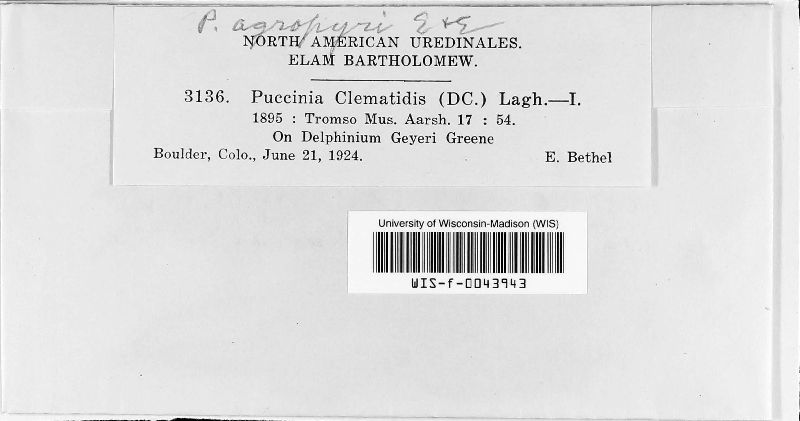 P. agropyri E & E
NORTH AMERICAN UREDINALES.
ELAM BARTHOLOMEW.
3136. Puccinia Clematidis (DC.) Lagh.—I.
1895 : Tromso Mus. Aarsh. 17 : 54.
On Delphinium Geyeri Greene
Boulder, Colo., June 21, 1924. E. Bethel
University of Wisconsin-Madison (WIS)
WIS-f-0043943